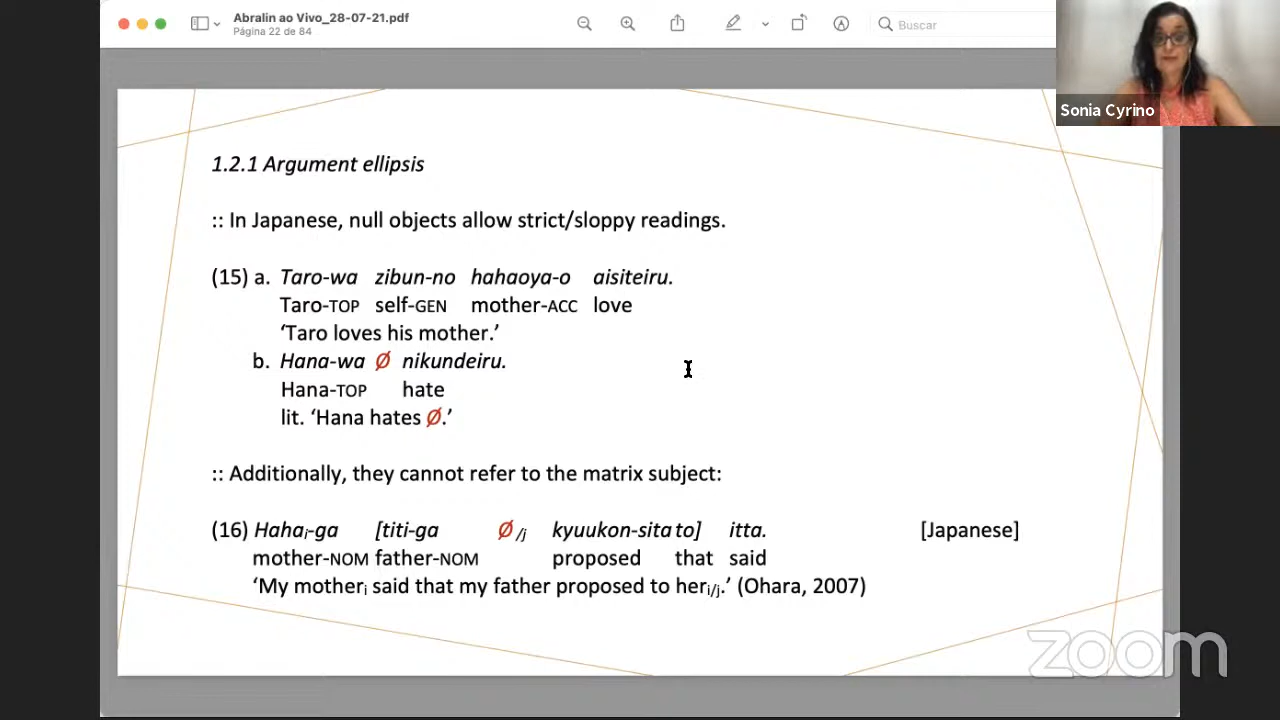 Abralin ao Vivo_28-07-21.pdf
Página 22 de 84
Buscar
Sonia Cyrino
1.2.1 Argument ellipsis
:: In Japanese, null objects allow strict/sloppy readings.
(15) a. Taro-wa zibun-no hahaoya-o aisiteiru.
Taro-TOP self-GEN mother-ACC love
‘Taro loves his mother.’
b. Hana-wa Ø nikundeiru.
Hana-TOP hate
lit. ‘Hana hates Ø.’
:: Additionally, they cannot refer to the matrix subject:
(16) Hahaᵢ-ga [titi-ga Ø/j kyuukon-sita to] itta. [Japanese]
mother-NOM father-NOM proposed that said
‘My motherᵢ said that my father proposed to herᵢ/ⱼ.’ (Ohara, 2007)
zoom